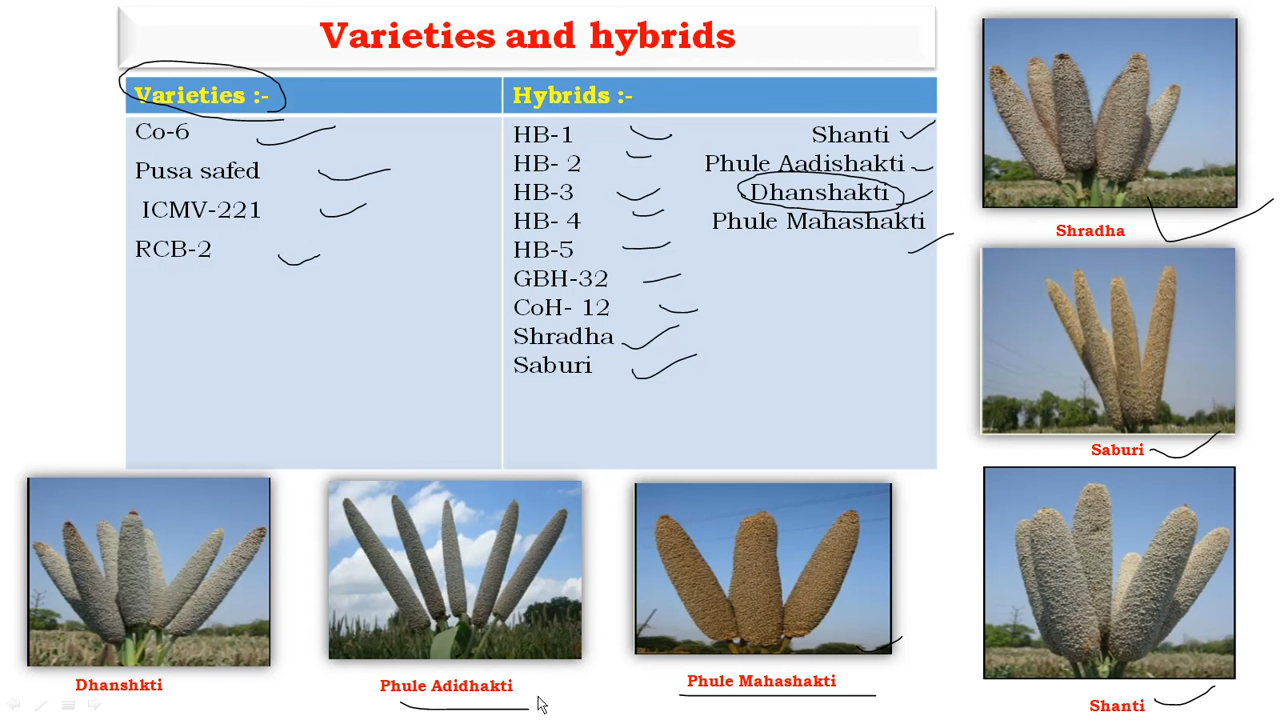 Varieties and hybrids
Varieties :-
Co-6
Pusa safed
ICMV-221
RCB-2
Hybrids :-
HB-1 Shanti
HB- 2 Phule Aadishakti
HB-3 Dhanshakti
HB- 4 Phule Mahashakti
HB-5
GBH-32
CoH- 12
Shradha
Saburi
Shradha
Saburi
Shanti
Dhanshkti
Phule Adidhakti
Phule Mahashakti